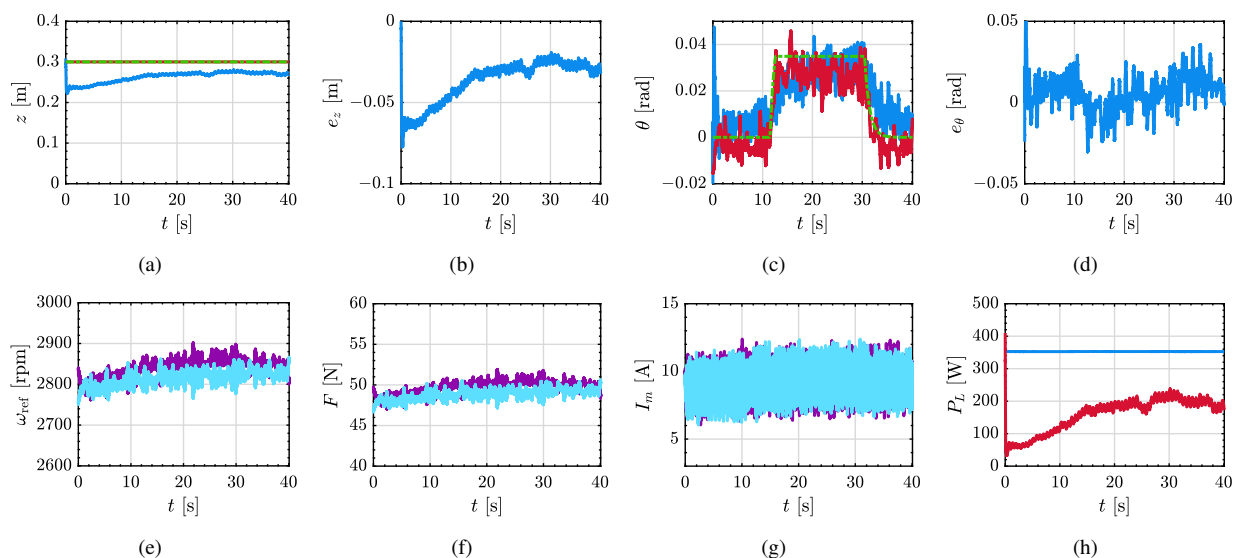 0.4
0.3
0.2
0.1
0
z [m]
0 10 20 30 40
t [s]
(a)
0
−0.05
−0.1
e_z [m]
0 10 20 30 40
t [s]
(b)
0.04
0.02
0
−0.02
θ [rad]
0 10 20 30 40
t [s]
(c)
0.05
0
−0.05
e_θ [rad]
0 10 20 30 40
t [s]
(d)
3000
2900
2800
2700
2600
ω_ref [rpm]
0 10 20 30 40
t [s]
(e)
60
55
50
45
40
F [N]
0 10 20 30 40
t [s]
(f)
15
10
5
I_m [A]
0 10 20 30 40
t [s]
(g)
500
400
300
200
100
0
P_L [W]
0 10 20 30 40
t [s]
(h)